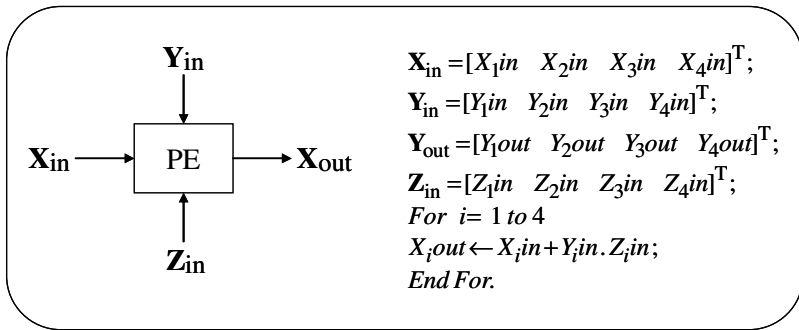 Yin
Xin
PE
Xout
Zin
Xin =[X1in X2in X3in X4in]T;
Yin =[Y1in Y2in Y3in Y4in]T;
Yout =[Y1out Y2out Y3out Y4out]T;
Zin =[Z1in Z2in Z3in Z4in]T;
For i= 1 to 4
Xiout←Xiin+Yiin.Ziin;
End For.